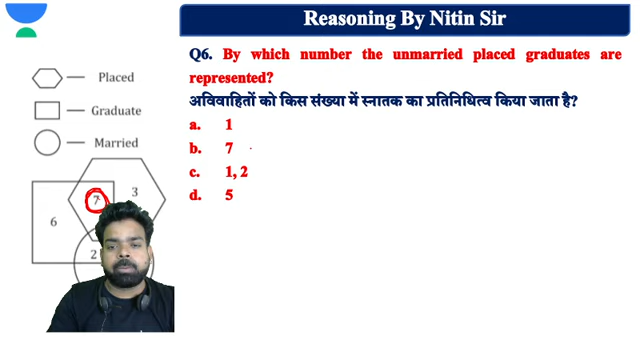 Reasoning By Nitin Sir
Q6. By which number the unmarried placed graduates are
represented?
अविवाहितों को किस संख्या में स्नातक का प्रतिनिधित्व किया जाता है?
a. 1
b. 7
c. 1, 2
d. 5
Placed
Graduate
Married
3
7
6
2